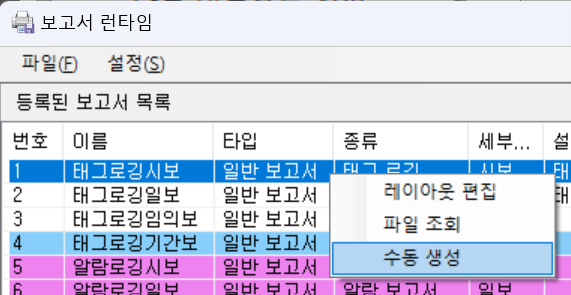 보고서 런타임
파일(F) 설정(S)
등록된 보고서 목록
번호 이름 타입 종류 세부... 설
1 태그로깅시보 일반 보고서 태그 로깅 시보 태
2 태그로깅일보 일반 보고서 태
3 태그로깅임의보 일반 보고서
4 태그로깅기간보 일반 보고서
5 알람로깅시보 일반 보고서
6 알람로깅일보 일반 보고서 알람 보고서 일보
레이아웃 편집
파일 조회
수동 생성